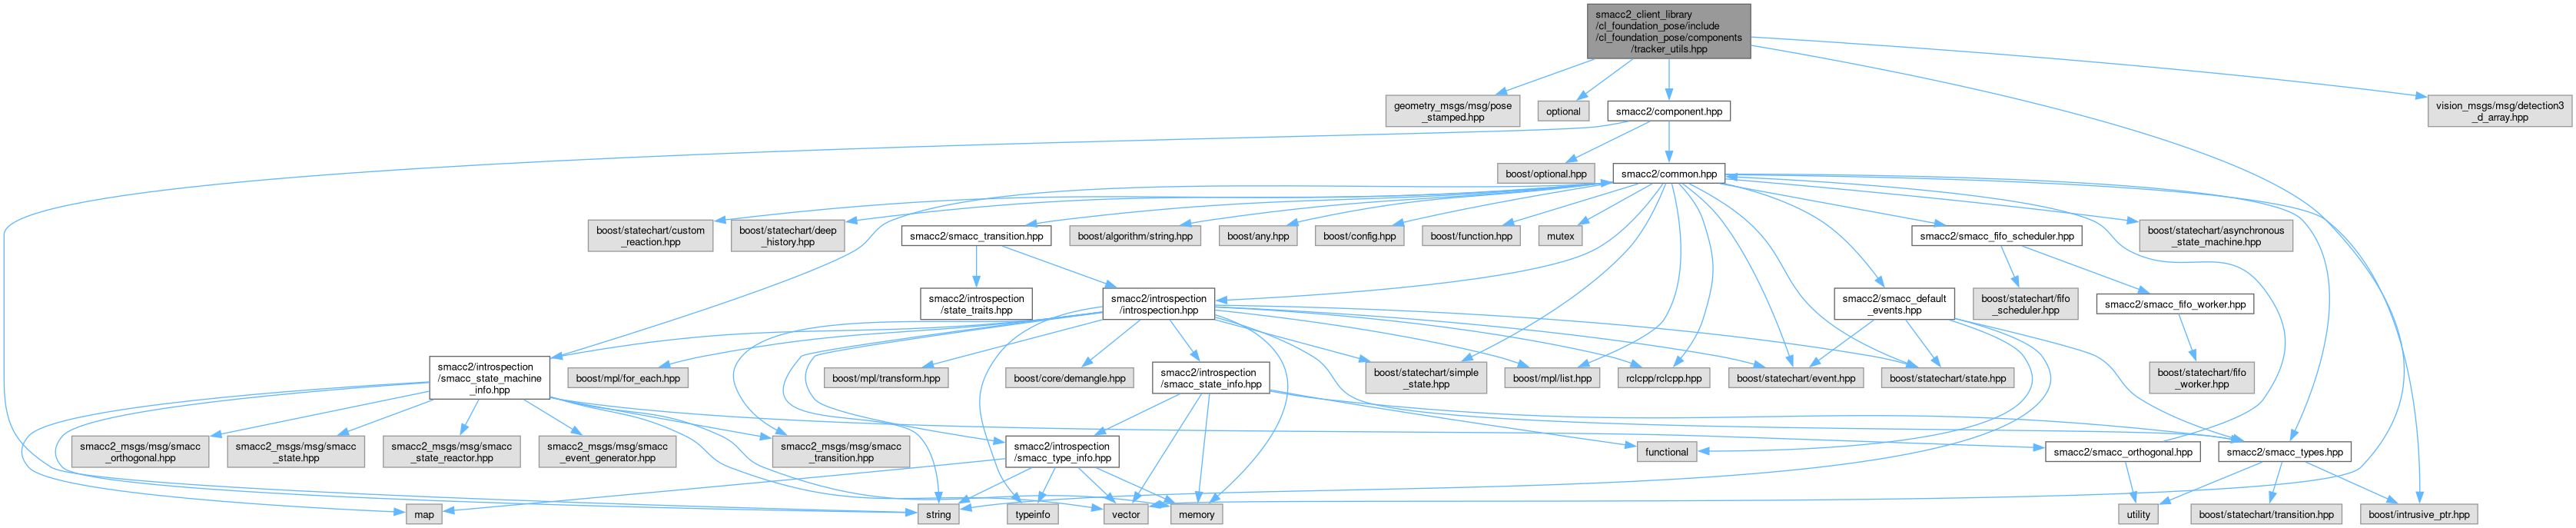 smacc2_client_library
/cl_foundation_pose/include
/cl_foundation_pose/components
/tracker_utils.hpp
geometry_msgs/msg/pose
_stamped.hpp
optional
smacc2/component.hpp
vision_msgs/msg/detection3
_d_array.hpp
boost/optional.hpp
smacc2/common.hpp
boost/statechart/custom
_reaction.hpp
boost/statechart/deep
_history.hpp
smacc2/smacc_transition.hpp
boost/algorithm/string.hpp
boost/any.hpp
boost/config.hpp
boost/function.hpp
mutex
smacc2/smacc_fifo_scheduler.hpp
boost/statechart/asynchronous
_state_machine.hpp
smacc2/introspection
/state_traits.hpp
smacc2/introspection
/introspection.hpp
smacc2/smacc_default
_events.hpp
boost/statechart/fifo
_scheduler.hpp
smacc2/smacc_fifo_worker.hpp
smacc2/introspection
/smacc_state_machine
_info.hpp
boost/mpl/for_each.hpp
boost/mpl/transform.hpp
boost/core/demangle.hpp
smacc2/introspection
/smacc_state_info.hpp
boost/statechart/simple
_state.hpp
boost/mpl/list.hpp
rclcpp/rclcpp.hpp
boost/statechart/event.hpp
boost/statechart/state.hpp
boost/statechart/fifo
_worker.hpp
smacc2_msgs/msg/smacc
_orthogonal.hpp
smacc2_msgs/msg/smacc
_state.hpp
smacc2_msgs/msg/smacc
_state_reactor.hpp
smacc2_msgs/msg/smacc
_event_generator.hpp
smacc2_msgs/msg/smacc
_transition.hpp
smacc2/introspection
/smacc_type_info.hpp
functional
smacc2/smacc_orthogonal.hpp
smacc2/smacc_types.hpp
map
string
typeinfo
vector
memory
utility
boost/statechart/transition.hpp
boost/intrusive_ptr.hpp